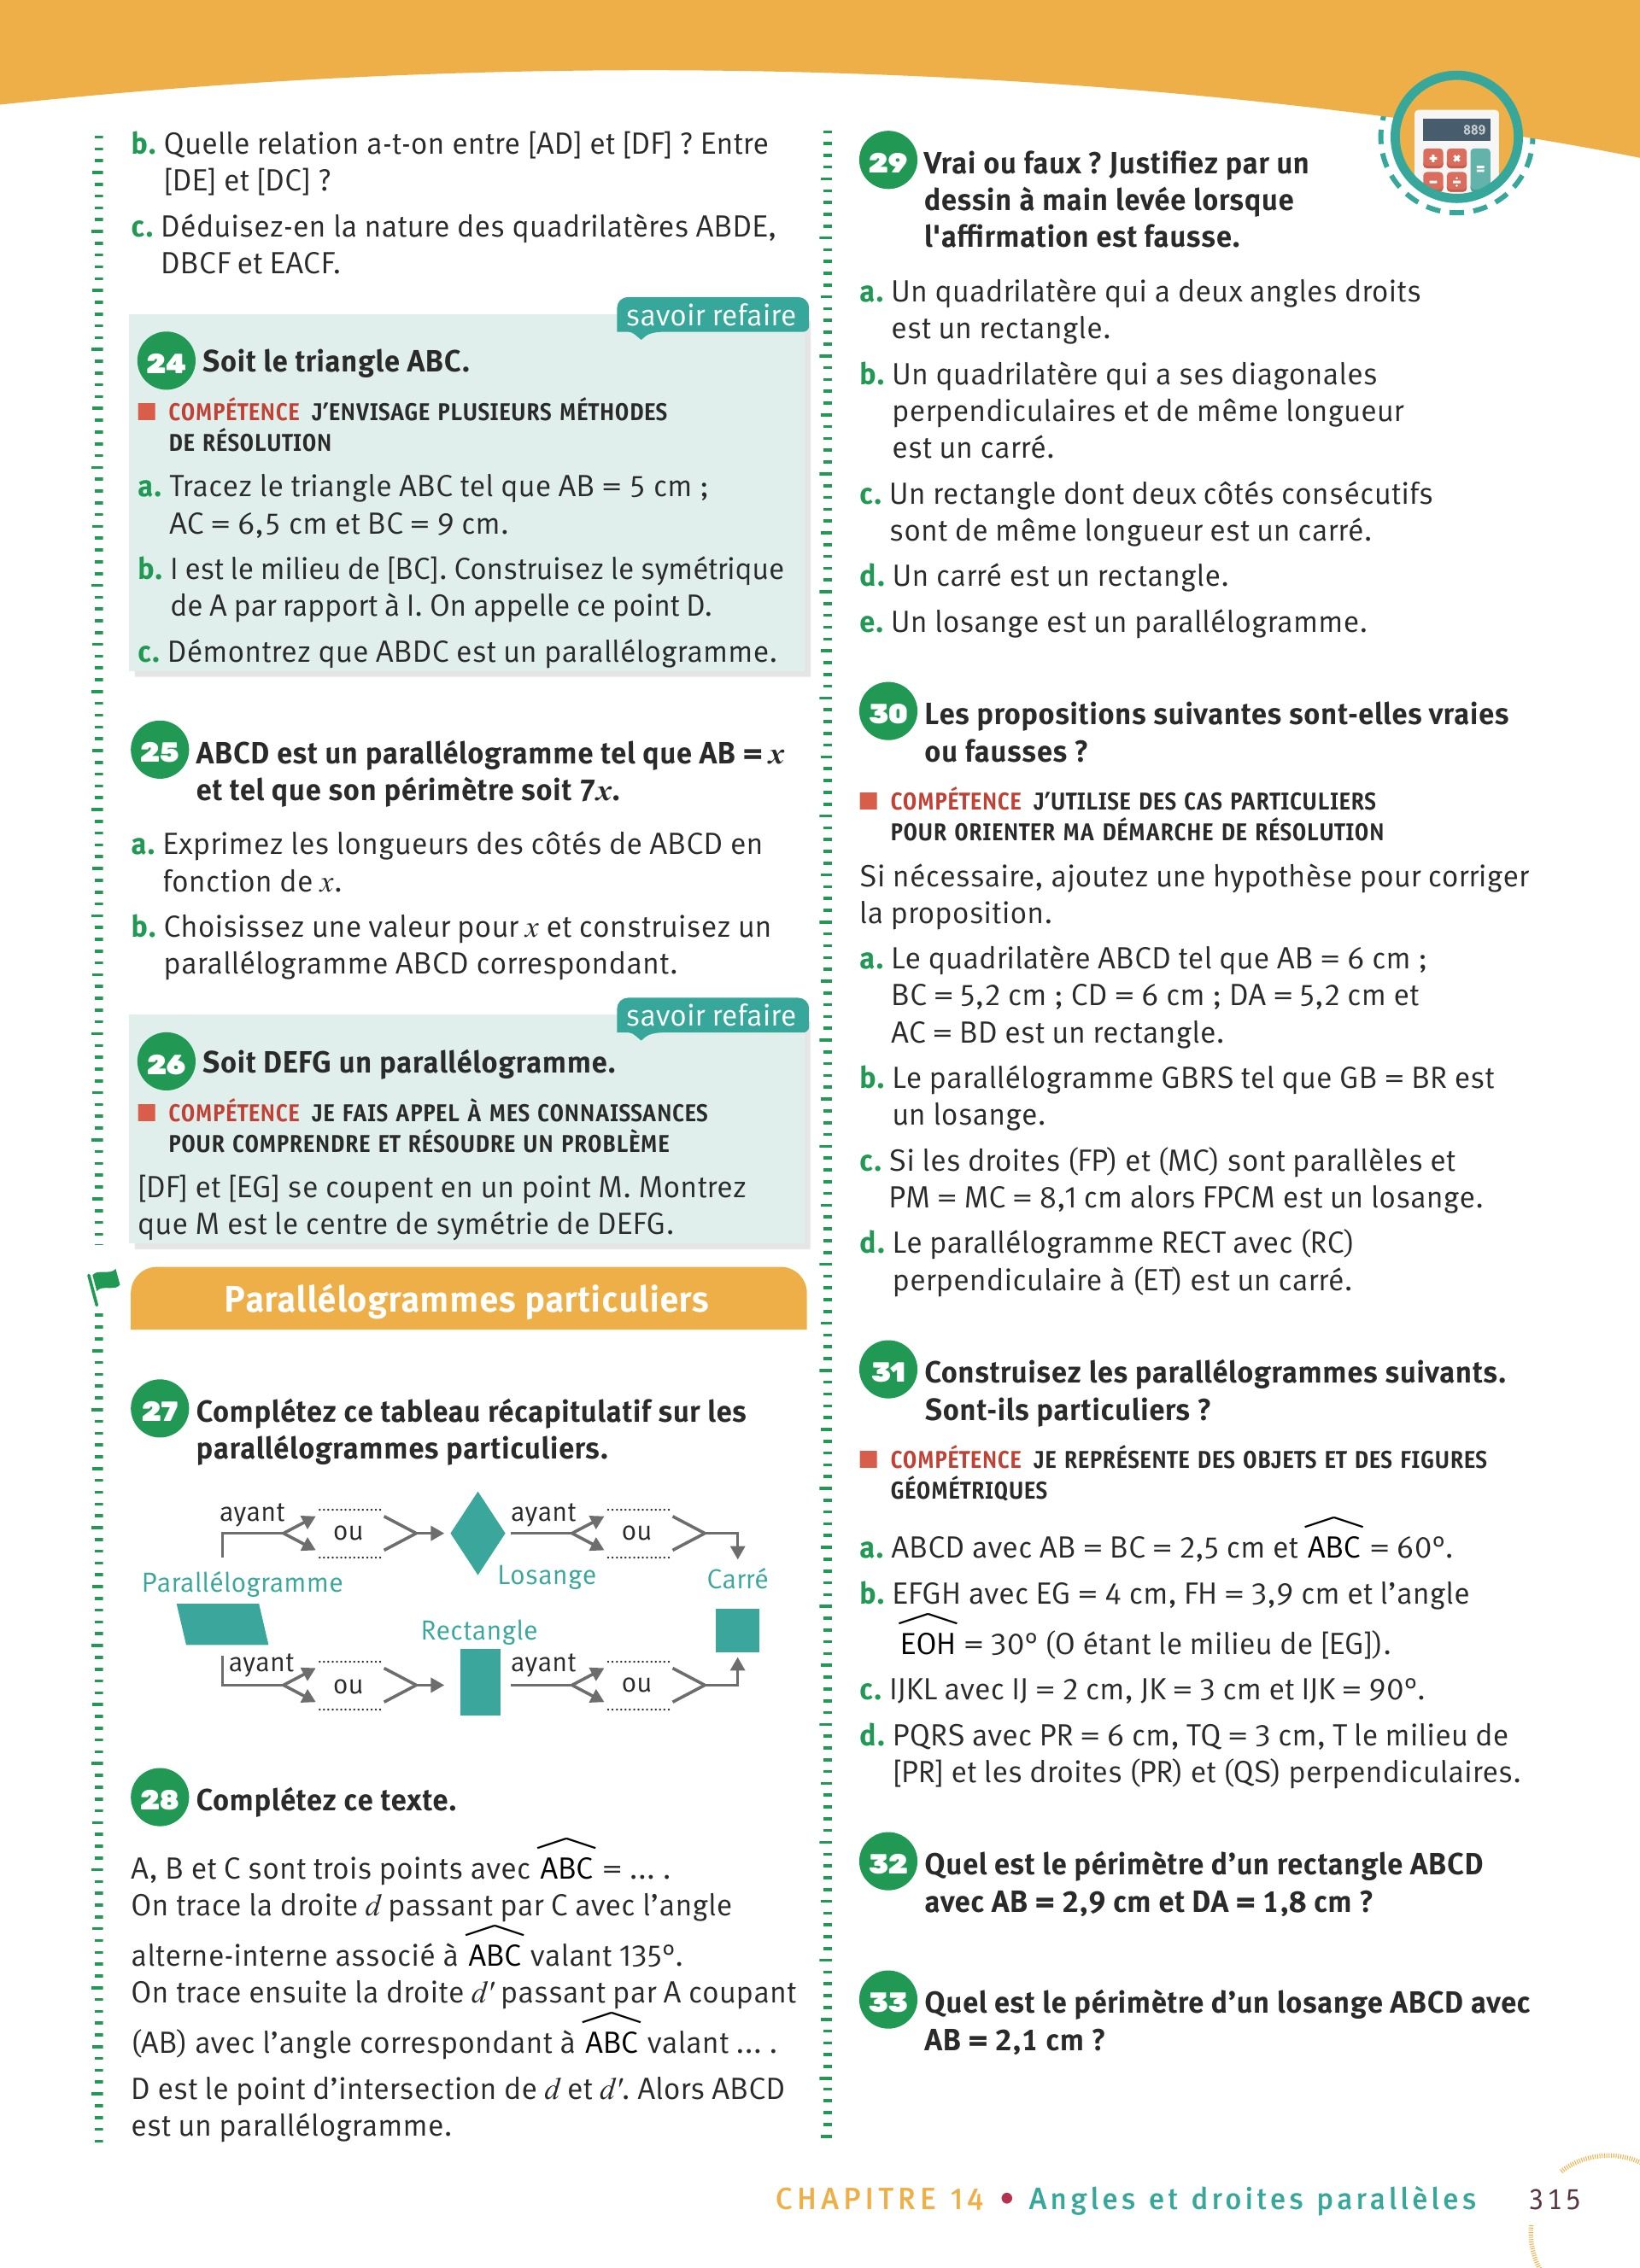 b. Quelle relation a-t-on entre [AD] et [DF] ? Entre
[DE] et [DC] ?
c. Déduisez-en la nature des quadrilatères ABDE,
DBCF et EACF.
savoir refaire
24 Soit le triangle ABC.
COMPÉTENCE J’ENVISAGE PLUSIEURS MÉTHODES
DE RÉSOLUTION
a. Tracez le triangle ABC tel que AB = 5 cm ;
AC = 6,5 cm et BC = 9 cm.
b. I est le milieu de [BC]. Construisez le symétrique
de A par rapport à I. On appelle ce point D.
c. Démontrez que ABDC est un parallélogramme.
25 ABCD est un parallélogramme tel que AB = x
et tel que son périmètre soit 7x.
a. Exprimez les longueurs des côtés de ABCD en
fonction de x.
b. Choisissez une valeur pour x et construisez un
parallélogramme ABCD correspondant.
savoir refaire
26 Soit DEFG un parallélogramme.
COMPÉTENCE JE FAIS APPEL À MES CONNAISSANCES
POUR COMPRENDRE ET RÉSOUDRE UN PROBLÈME
[DF] et [EG] se coupent en un point M. Montrez
que M est le centre de symétrie de DEFG.
Parallélogrammes particuliers
27 Complétez ce tableau récapitulatif sur les
parallélogrammes particuliers.
ayant ............ ayant ............
ou ou
............ ............
Parallélogramme Losange Carré
Rectangle
ayant ............ ayant ............
ou ou
............ ............
28 Complétez ce texte.
A, B et C sont trois points avec ABC = ... .
On trace la droite d passant par C avec l’angle
alterne-interne associé à ABC valant 135°.
On trace ensuite la droite d' passant par A coupant
(AB) avec l’angle correspondant à ABC valant ... .
D est le point d’intersection de d et d'. Alors ABCD
est un parallélogramme.
889
29 Vrai ou faux ? Justifiez par un
dessin à main levée lorsque
l'affirmation est fausse.
a. Un quadrilatère qui a deux angles droits
est un rectangle.
b. Un quadrilatère qui a ses diagonales
perpendiculaires et de même longueur
est un carré.
c. Un rectangle dont deux côtés consécutifs
sont de même longueur est un carré.
d. Un carré est un rectangle.
e. Un losange est un parallélogramme.
30 Les propositions suivantes sont-elles vraies
ou fausses ?
COMPÉTENCE J’UTILISE DES CAS PARTICULIERS
POUR ORIENTER MA DÉMARCHE DE RÉSOLUTION
Si nécessaire, ajoutez une hypothèse pour corriger
la proposition.
a. Le quadrilatère ABCD tel que AB = 6 cm ;
BC = 5,2 cm ; CD = 6 cm ; DA = 5,2 cm et
AC = BD est un rectangle.
b. Le parallélogramme GBRS tel que GB = BR est
un losange.
c. Si les droites (FP) et (MC) sont parallèles et
PM = MC = 8,1 cm alors FPCM est un losange.
d. Le parallélogramme RECT avec (RC)
perpendiculaire à (ET) est un carré.
31 Construisez les parallélogrammes suivants.
Sont-ils particuliers ?
COMPÉTENCE JE REPRÉSENTE DES OBJETS ET DES FIGURES
GÉOMÉTRIQUES
a. ABCD avec AB = BC = 2,5 cm et ABC = 60°.
b. EFGH avec EG = 4 cm, FH = 3,9 cm et l’angle
EOH = 30° (O étant le milieu de [EG]).
c. IJKL avec IJ = 2 cm, JK = 3 cm et IJK = 90°.
d. PQRS avec PR = 6 cm, TQ = 3 cm, T le milieu de
[PR] et les droites (PR) et (QS) perpendiculaires.
32 Quel est le périmètre d’un rectangle ABCD
avec AB = 2,9 cm et DA = 1,8 cm ?
33 Quel est le périmètre d’un losange ABCD avec
AB = 2,1 cm ?
CHAPITRE 14 • Angles et droites parallèles 315